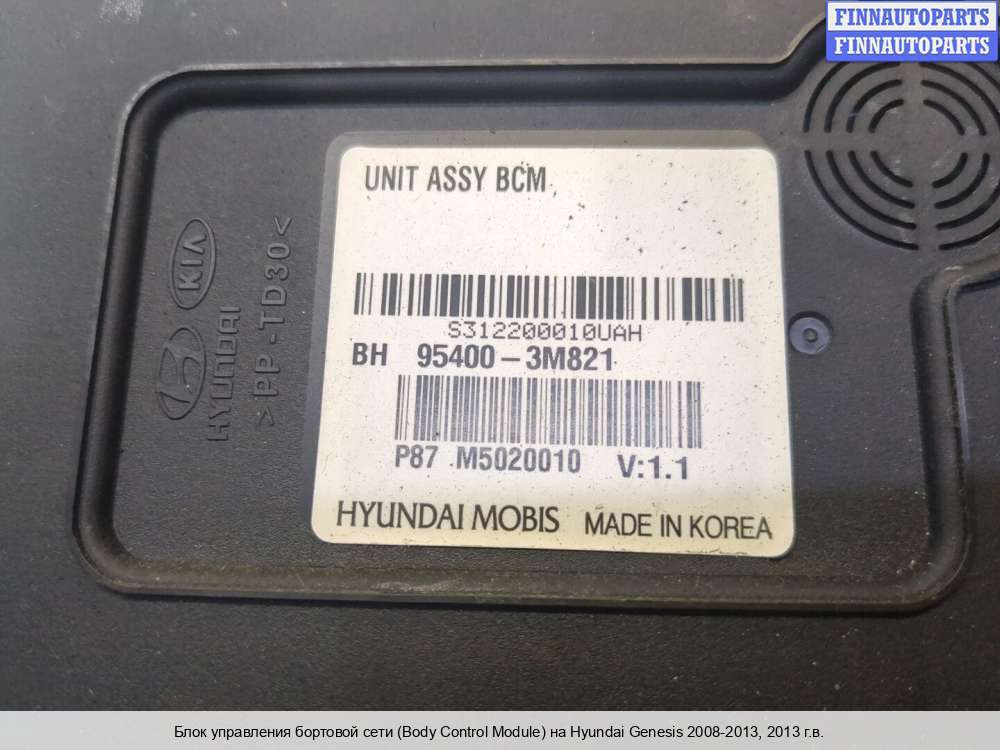 FINNAUTOPARTS
FINNAUTOPARTS
UNIT ASSY BCM
S312200010UAH
BH 95400-3M821
P87 M5020010 V:1.1
HYUNDAI MOBIS MADE IN KOREA
KIA
HYUNDAI
>PP-TD30<
Блок управления бортовой сети (Body Control Module) на Hyundai Genesis 2008-2013, 2013 г.в.